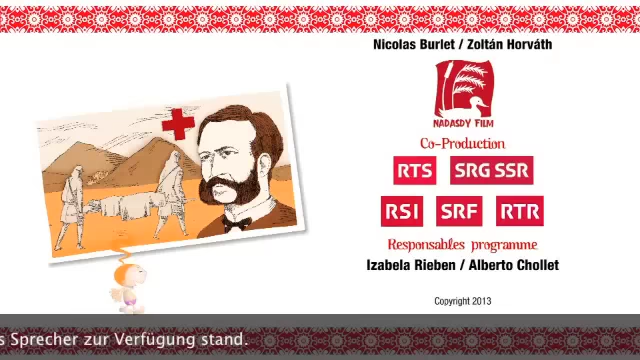 Nicolas Burlet / Zoltán Horváth
NADASDY FILM
Co-Production
RTS SRG SSR
RSI SRF RTR
Responsables programme
Izabela Rieben / Alberto Chollet
Copyright 2013
s Sprecher zur Verfügung stand.